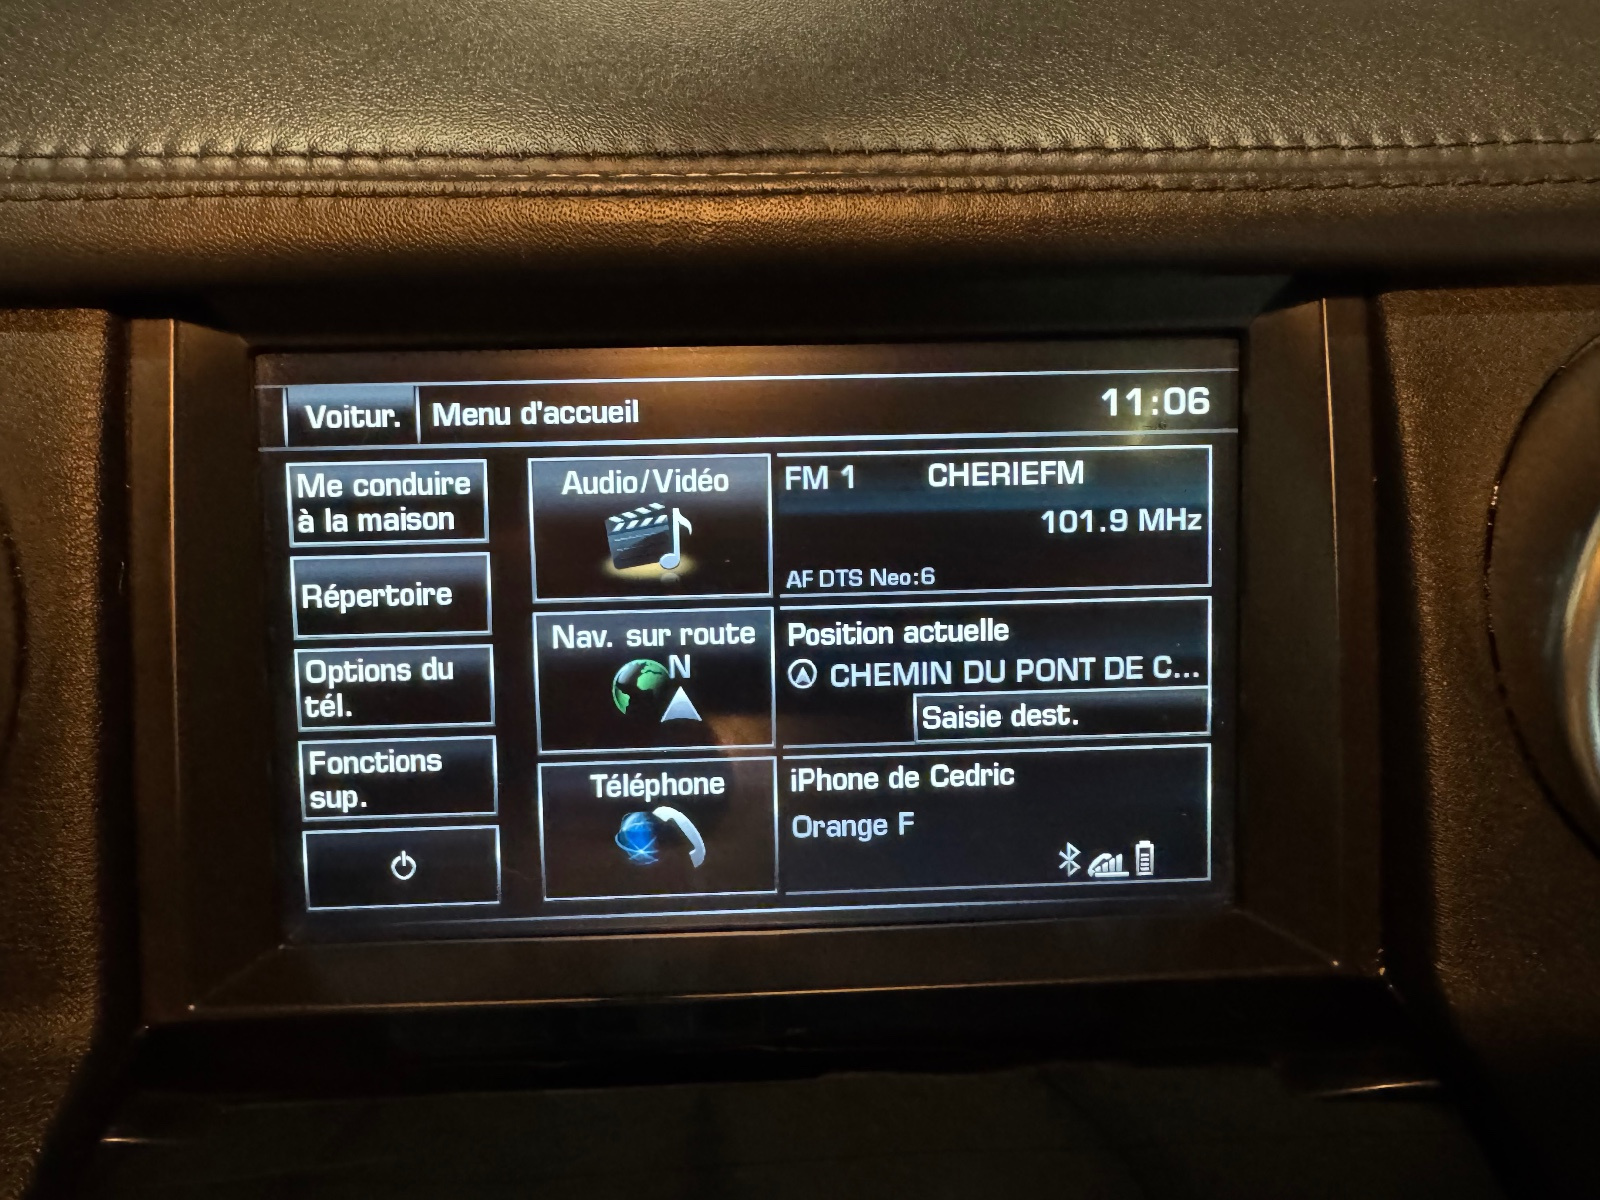 Voitur.
Menu d'accueil
11:06
Me conduire
à la maison
Répertoire
Options du
tél.
Fonctions
sup.
Audio/Vidéo
Nav. sur route
N
Téléphone
FM 1 CHERIEFM
101.9 MHz
AF DTS Neo:6
Position actuelle
CHEMIN DU PONT DE C...
Saisie dest.
iPhone de Cedric
Orange F